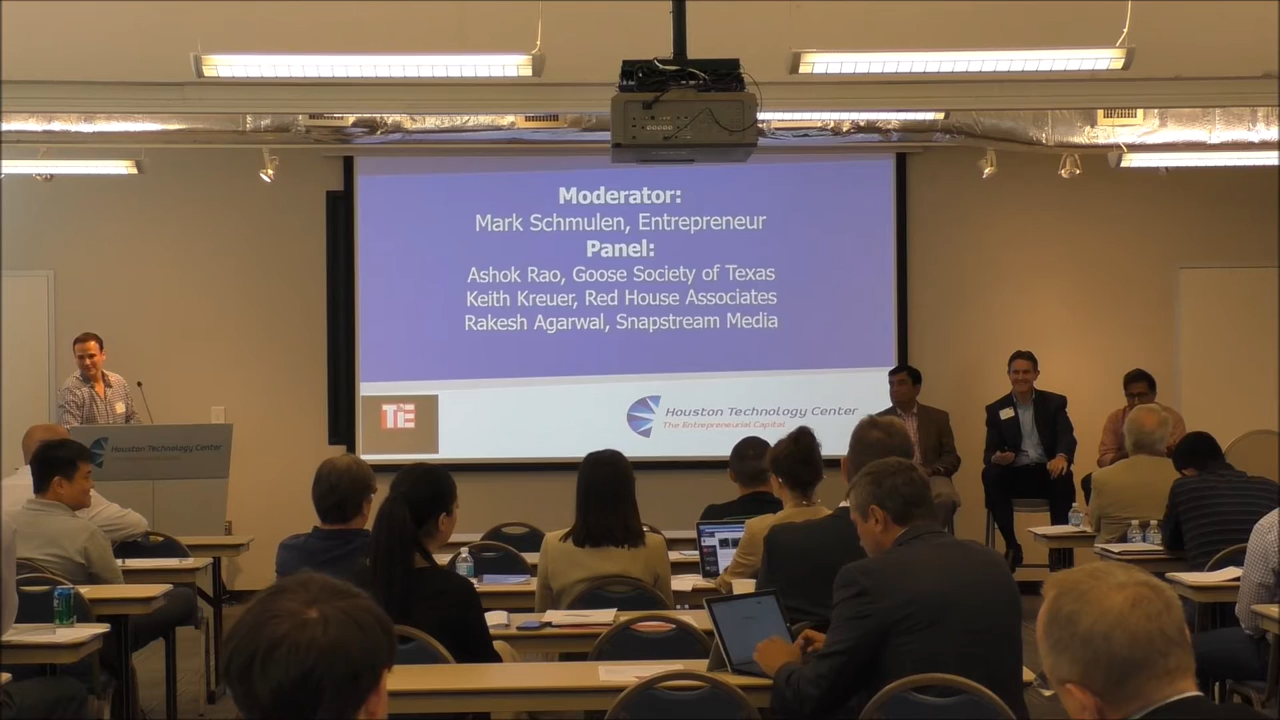 Moderator:
Mark Schmulen, Entrepreneur
Panel:
Ashok Rao, Goose Society of Texas
Keith Kreuer, Red House Associates
Rakesh Agarwal, Snapstream Media
TiE
Houston Technology Center
The Entrepreneurial Capital
Houston Technology Center